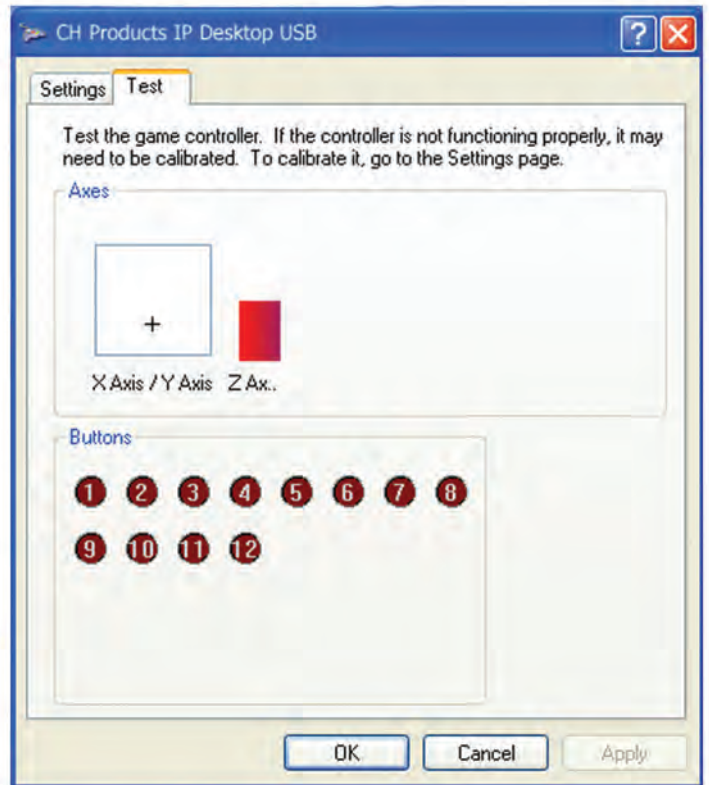 CH Products IP Desktop USB
Settings Test
Test the game controller. If the controller is not functioning properly, it may
need to be calibrated. To calibrate it, go to the Settings page.
Axes
X Axis / Y Axis Z Ax..
Buttons
1 2 3 4 5 6 7 8
9 10 11 12
OK Cancel Apply